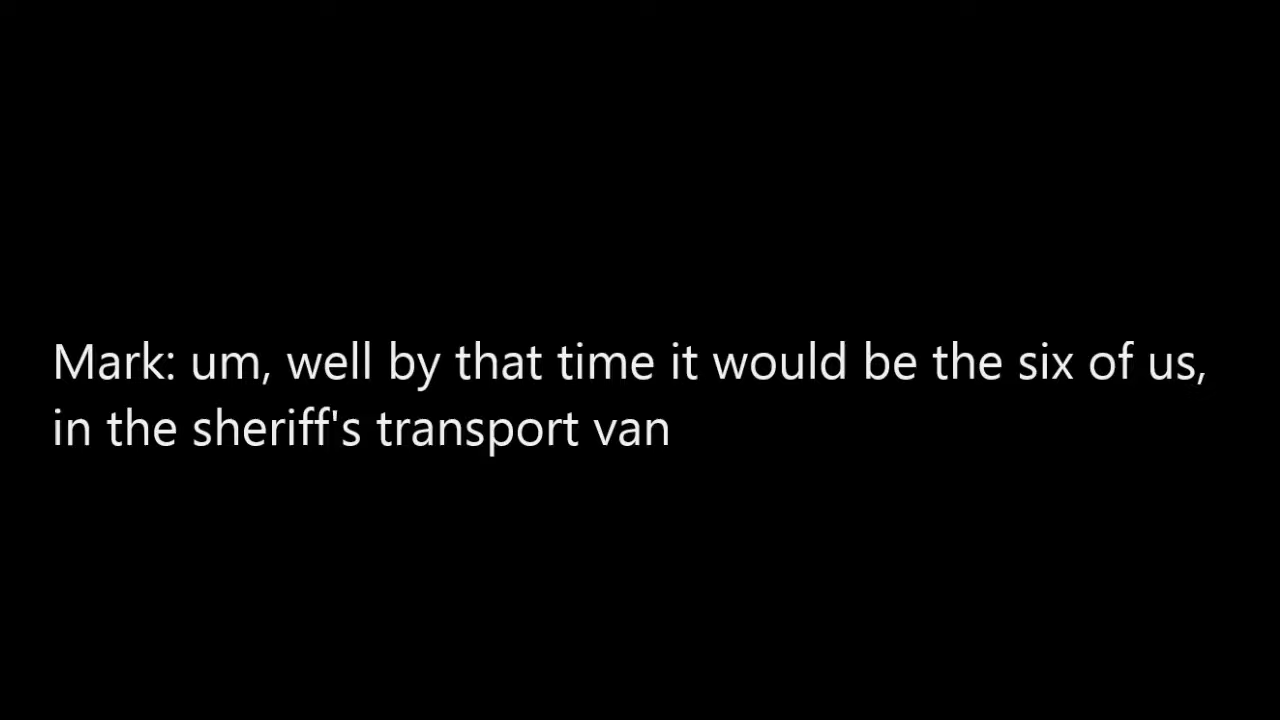 Mark: um, well by that time it would be the six of us,
in the sheriff's transport van